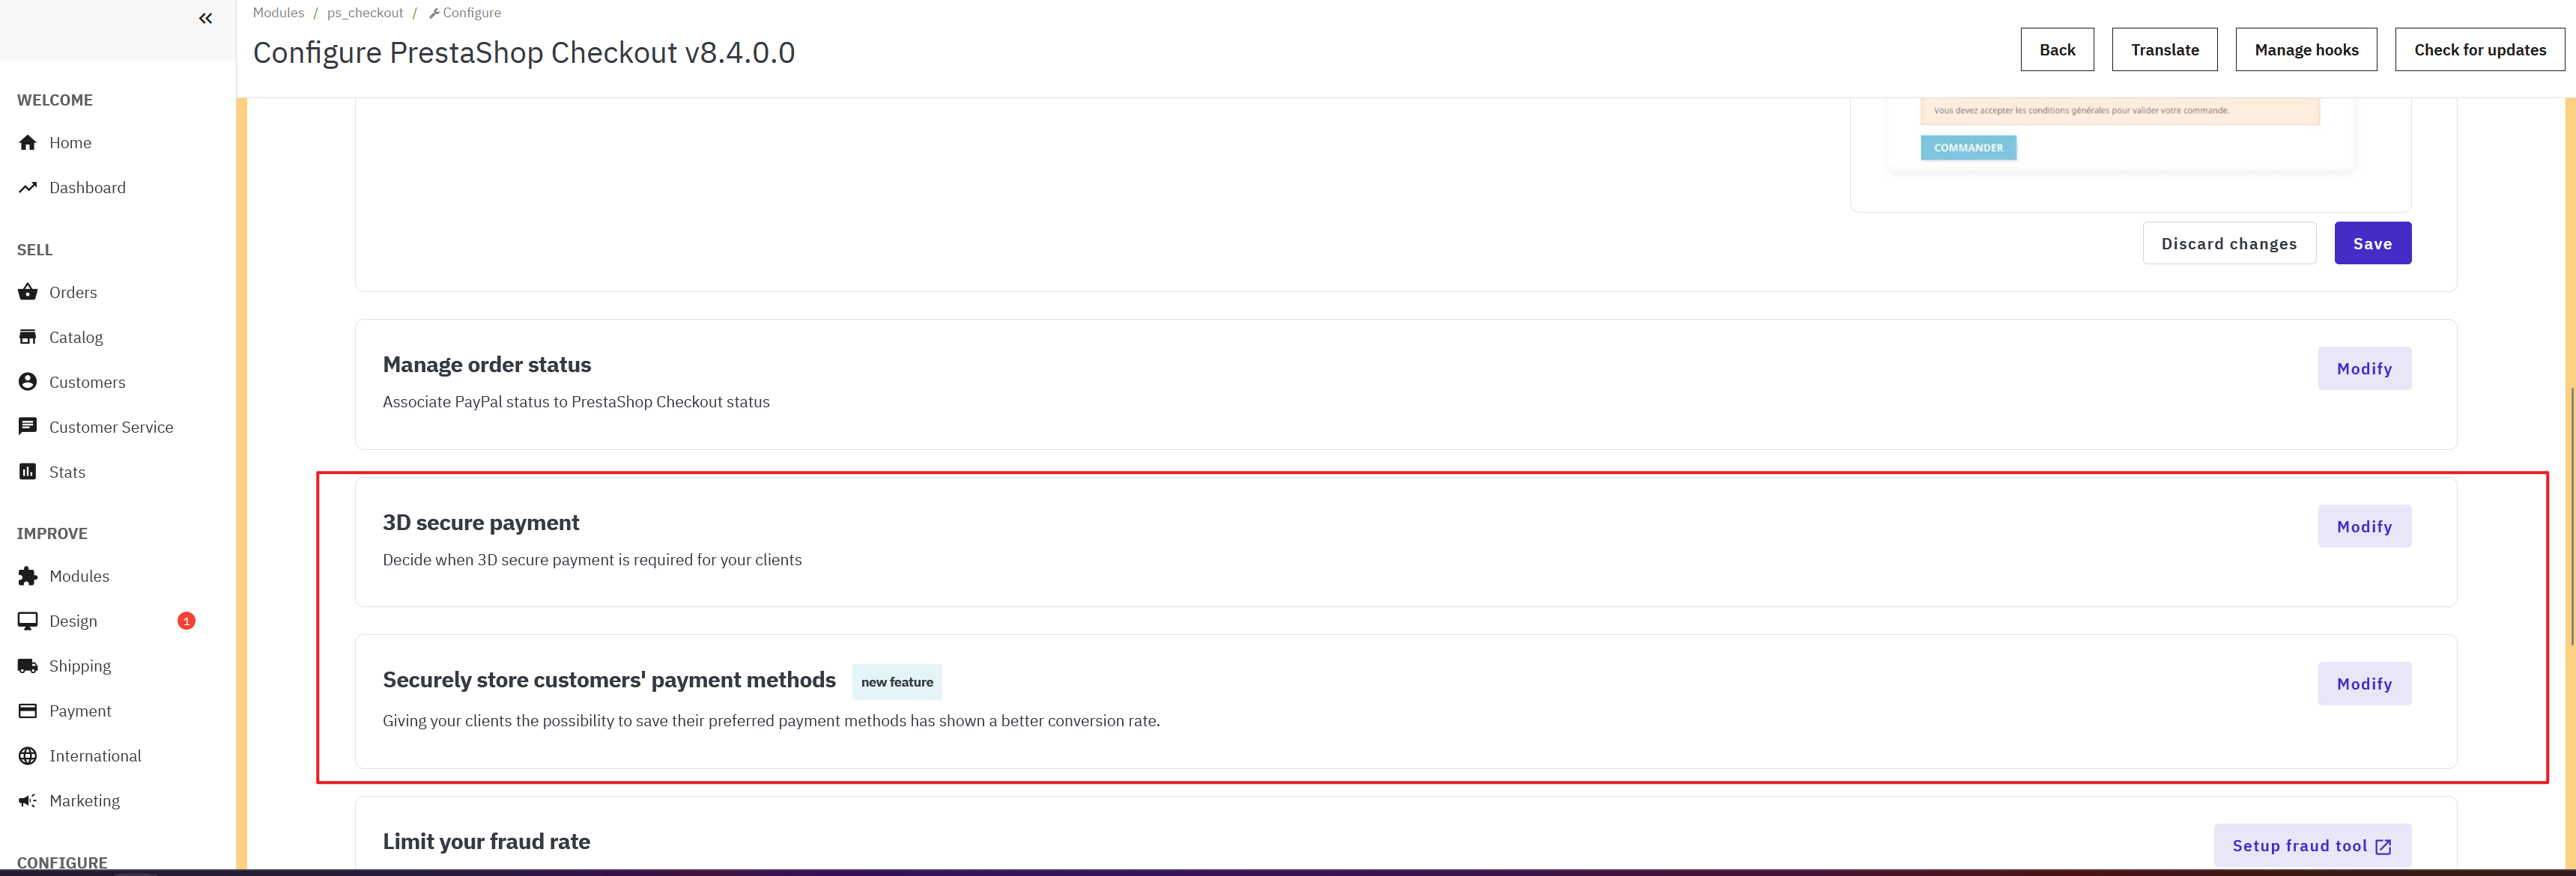 Modules / ps_checkout / Configure
Configure PrestaShop Checkout v8.4.0.0
Back
Translate
Manage hooks
Check for updates
WELCOME
Home
Dashboard
SELL
Orders
Catalog
Customers
Customer Service
Stats
IMPROVE
Modules
Design 1
Shipping
Payment
International
Marketing
CONFIGURE
Vous devez accepter les conditions générales pour valider votre commande.
COMMANDER
Discard changes
Save
Manage order status
Modify
Associate PayPal status to PrestaShop Checkout status
3D secure payment
Modify
Decide when 3D secure payment is required for your clients
Securely store customers' payment methods new feature
Modify
Giving your clients the possibility to save their preferred payment methods has shown a better conversion rate.
Limit your fraud rate
Setup fraud tool